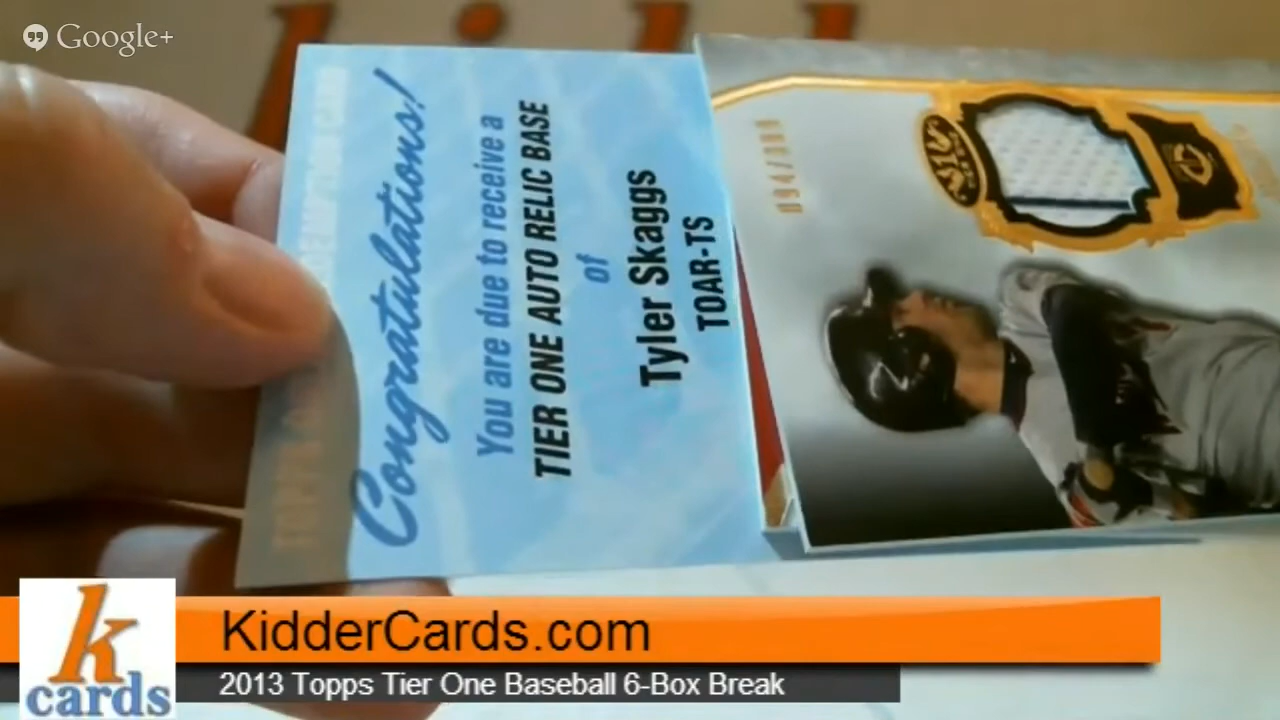 Google+
Congratulations!
You are due to receive a
TIER ONE AUTO RELIC BASE
of
Tyler Skaggs
TOAR-TS
KidderCards.com
k
cards
2013 Topps Tier One Baseball 6-Box Break